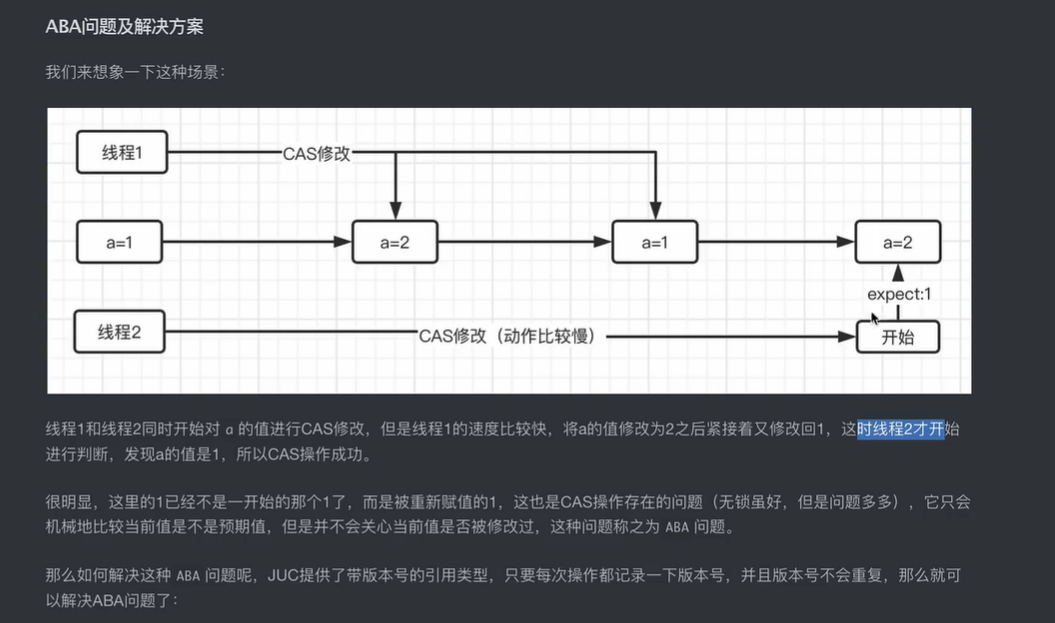 ABA问题及解决方案
我们来想象一下这种场景：
线程1
CAS修改
a=1
a=2
a=1
a=2
expect:1
线程2
CAS修改（动作比较慢）
开始
线程1和线程2同时开始对 a 的值进行CAS修改，但是线程1的速度比较快，将a的值修改为2之后紧接着又修改回1，这时线程2才开始
进行判断，发现a的值是1，所以CAS操作成功。
很明显，这里的1已经不是一开始的那个1了，而是被重新赋值的1，这也是CAS操作存在的问题（无锁虽好，但是问题多多），它只会
机械地比较当前值是不是预期值，但是并不会关心当前值是否被修改过，这种问题称之为 ABA 问题。
那么如何解决这种 ABA 问题呢，JUC提供了带版本号的引用类型，只要每次操作都记录一下版本号，并且版本号不会重复，那么就可
以解决ABA问题了：